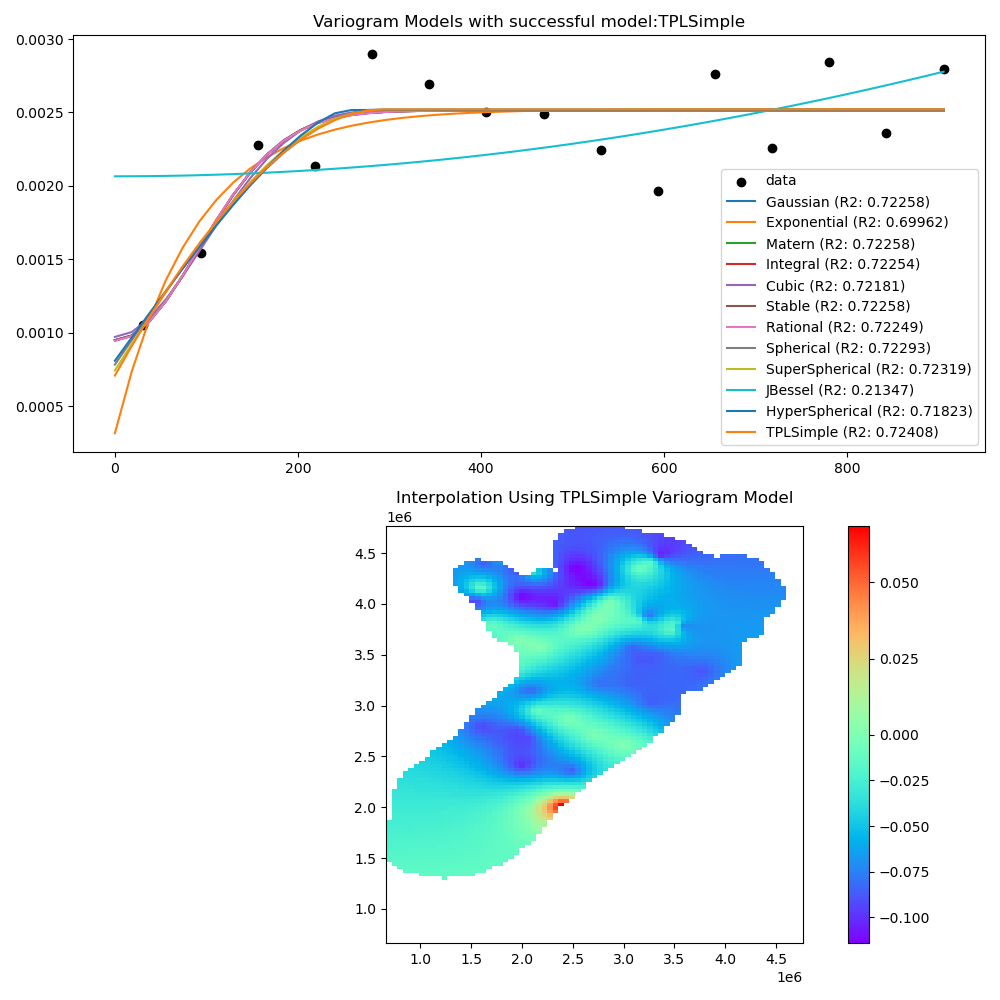 Variogram Models with successful model:TPLSimple
0.0030
0.0025
0.0020
0.0015
0.0010
0.0005
0
200
400
600
800
data
Gaussian (R2: 0.72258)
Exponential (R2: 0.69962)
Matern (R2: 0.72258)
Integral (R2: 0.72254)
Cubic (R2: 0.72181)
Stable (R2: 0.72258)
Rational (R2: 0.72249)
Spherical (R2: 0.72293)
SuperSpherical (R2: 0.72319)
JBessel (R2: 0.21347)
HyperSpherical (R2: 0.71823)
TPLSimple (R2: 0.72408)
Interpolation Using TPLSimple Variogram Model
1e6
4.5
4.0
3.5
3.0
2.5
2.0
1.5
1.0
1.0
1.5
2.0
2.5
3.0
3.5
4.0
4.5
1e6
0.050
0.025
0.000
−0.025
−0.050
−0.075
−0.100